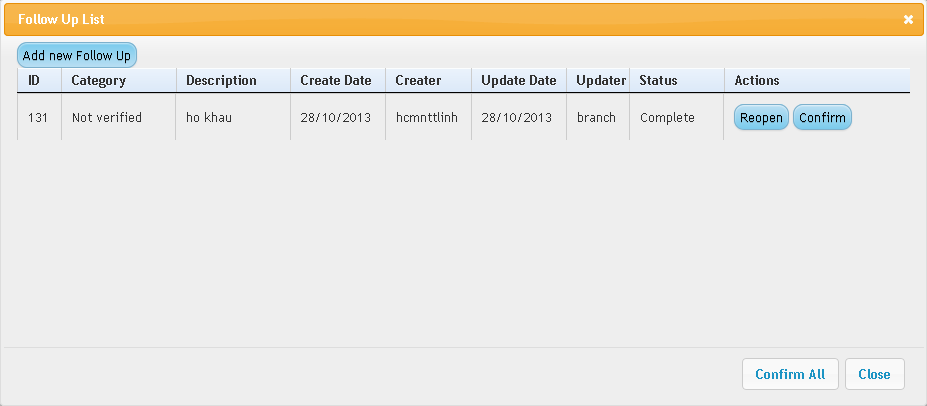 Follow Up List
Add new Follow Up
ID Category Description Create Date Creater Update Date Updater Status Actions
131 Not verified ho khau 28/10/2013 hcmnttlinh 28/10/2013 branch Complete Reopen Confirm
Confirm All Close